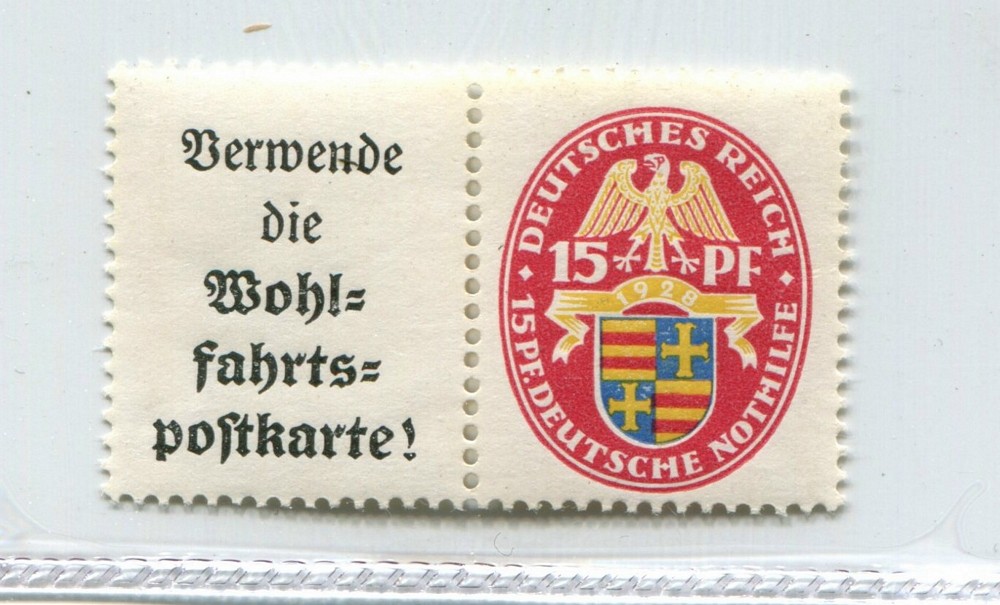 Verwende
die
Wohl=
fahrts=
poſtkarte!
DEUTSCHES REICH
15 PF
1928
15 PF. DEUTSCHE NOTHILFE